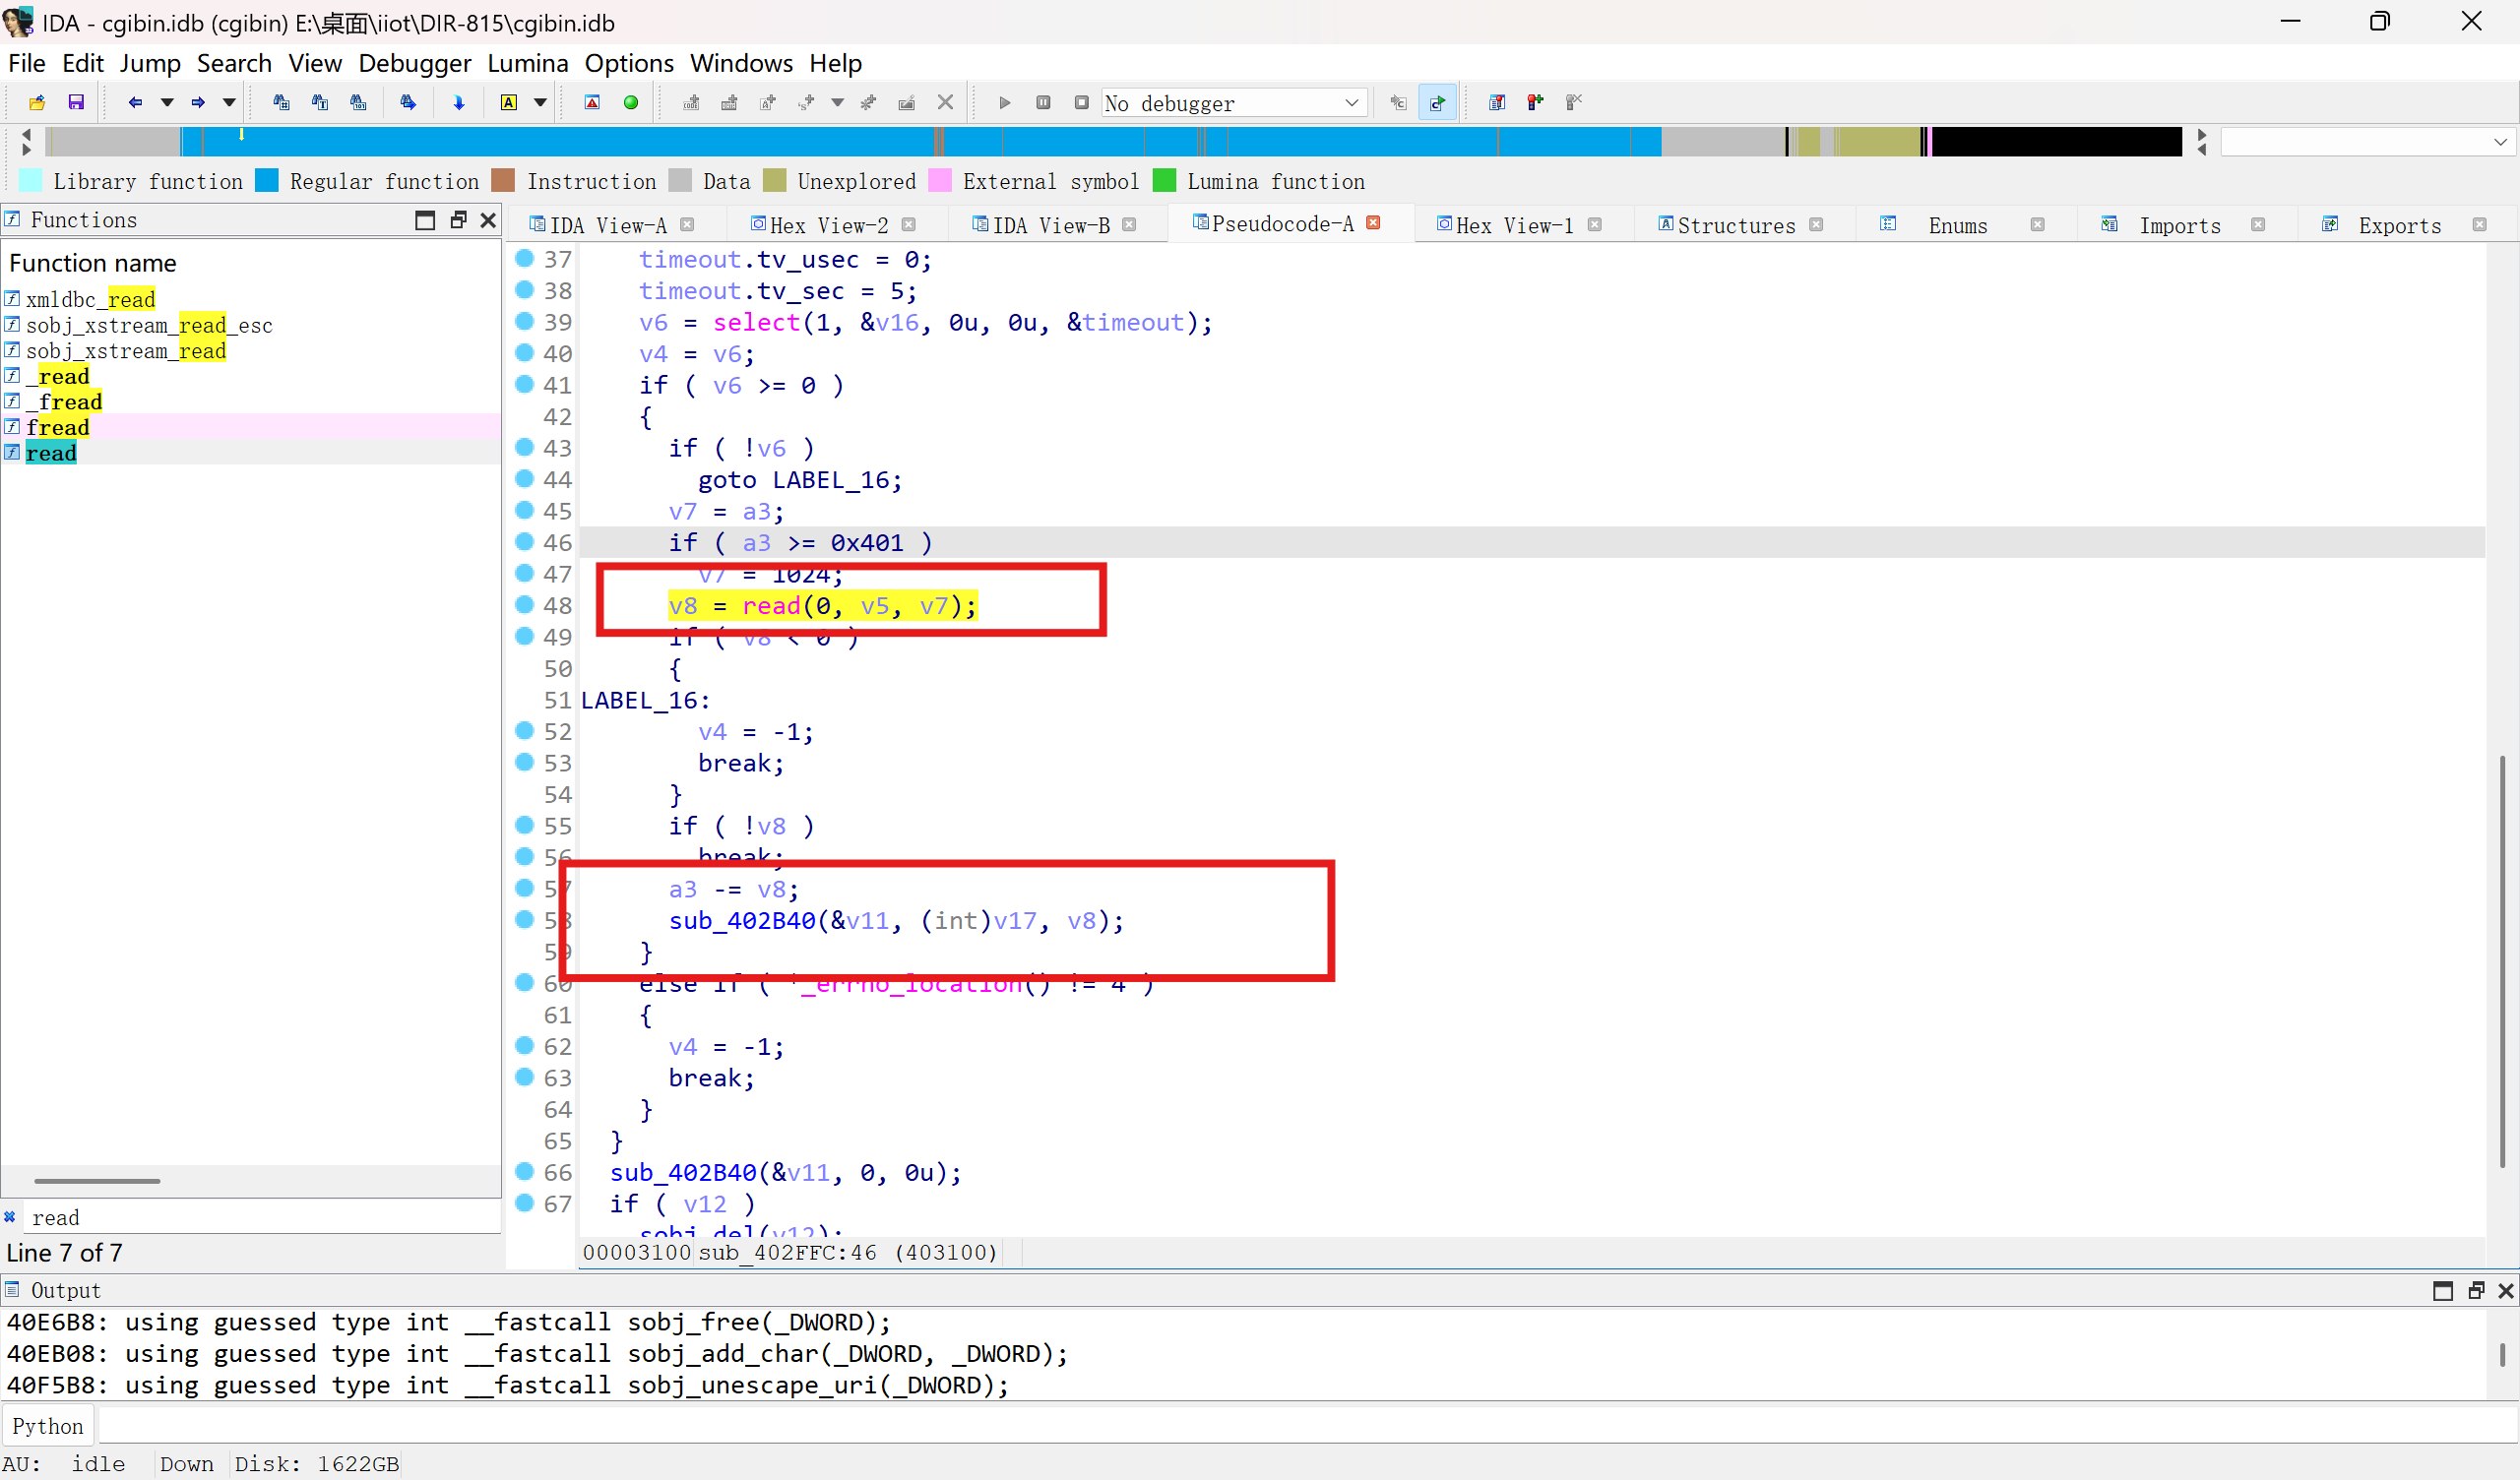 IDA - cgibin.idb (cgibin) E:\桌面\iiot\DIR-815\cgibin.idb
File Edit Jump Search View Debugger Lumina Options Windows Help
No debugger
Library function Regular function Instruction Data Unexplored External symbol Lumina function
Functions
Function name
xmldbc_read
sobj_xstream_read_esc
sobj_xstream_read
_read
_fread
fread
read
read
Line 7 of 7
IDA View-A Hex View-2 IDA View-B Pseudocode-A Hex View-1 Structures Enums Imports Exports
37 timeout.tv_usec = 0;
38 timeout.tv_sec = 5;
39 v6 = select(1, &v16, 0u, 0u, &timeout);
40 v4 = v6;
41 if ( v6 >= 0 )
42 {
43 if ( !v6 )
44 goto LABEL_16;
45 v7 = a3;
46 if ( a3 >= 0x401 )
47 v7 = 1024;
48 v8 = read(0, v5, v7);
49 if ( v8 < 0 )
50 {
51 LABEL_16:
52 v4 = -1;
53 break;
54 }
55 if ( !v8 )
56 break;
57 a3 -= v8;
58 sub_402B40(&v11, (int)v17, v8);
59 }
60 else if ( *_errno_location() != 4 )
61 {
62 v4 = -1;
63 break;
64 }
65 }
66 sub_402B40(&v11, 0, 0u);
67 if ( v12 )
sobj_del(v12);
00003100 sub_402FFC:46 (403100)
Output
40E6B8: using guessed type int __fastcall sobj_free(_DWORD);
40EB08: using guessed type int __fastcall sobj_add_char(_DWORD, _DWORD);
40F5B8: using guessed type int __fastcall sobj_unescape_uri(_DWORD);
Python
AU: idle Down Disk: 1622GB